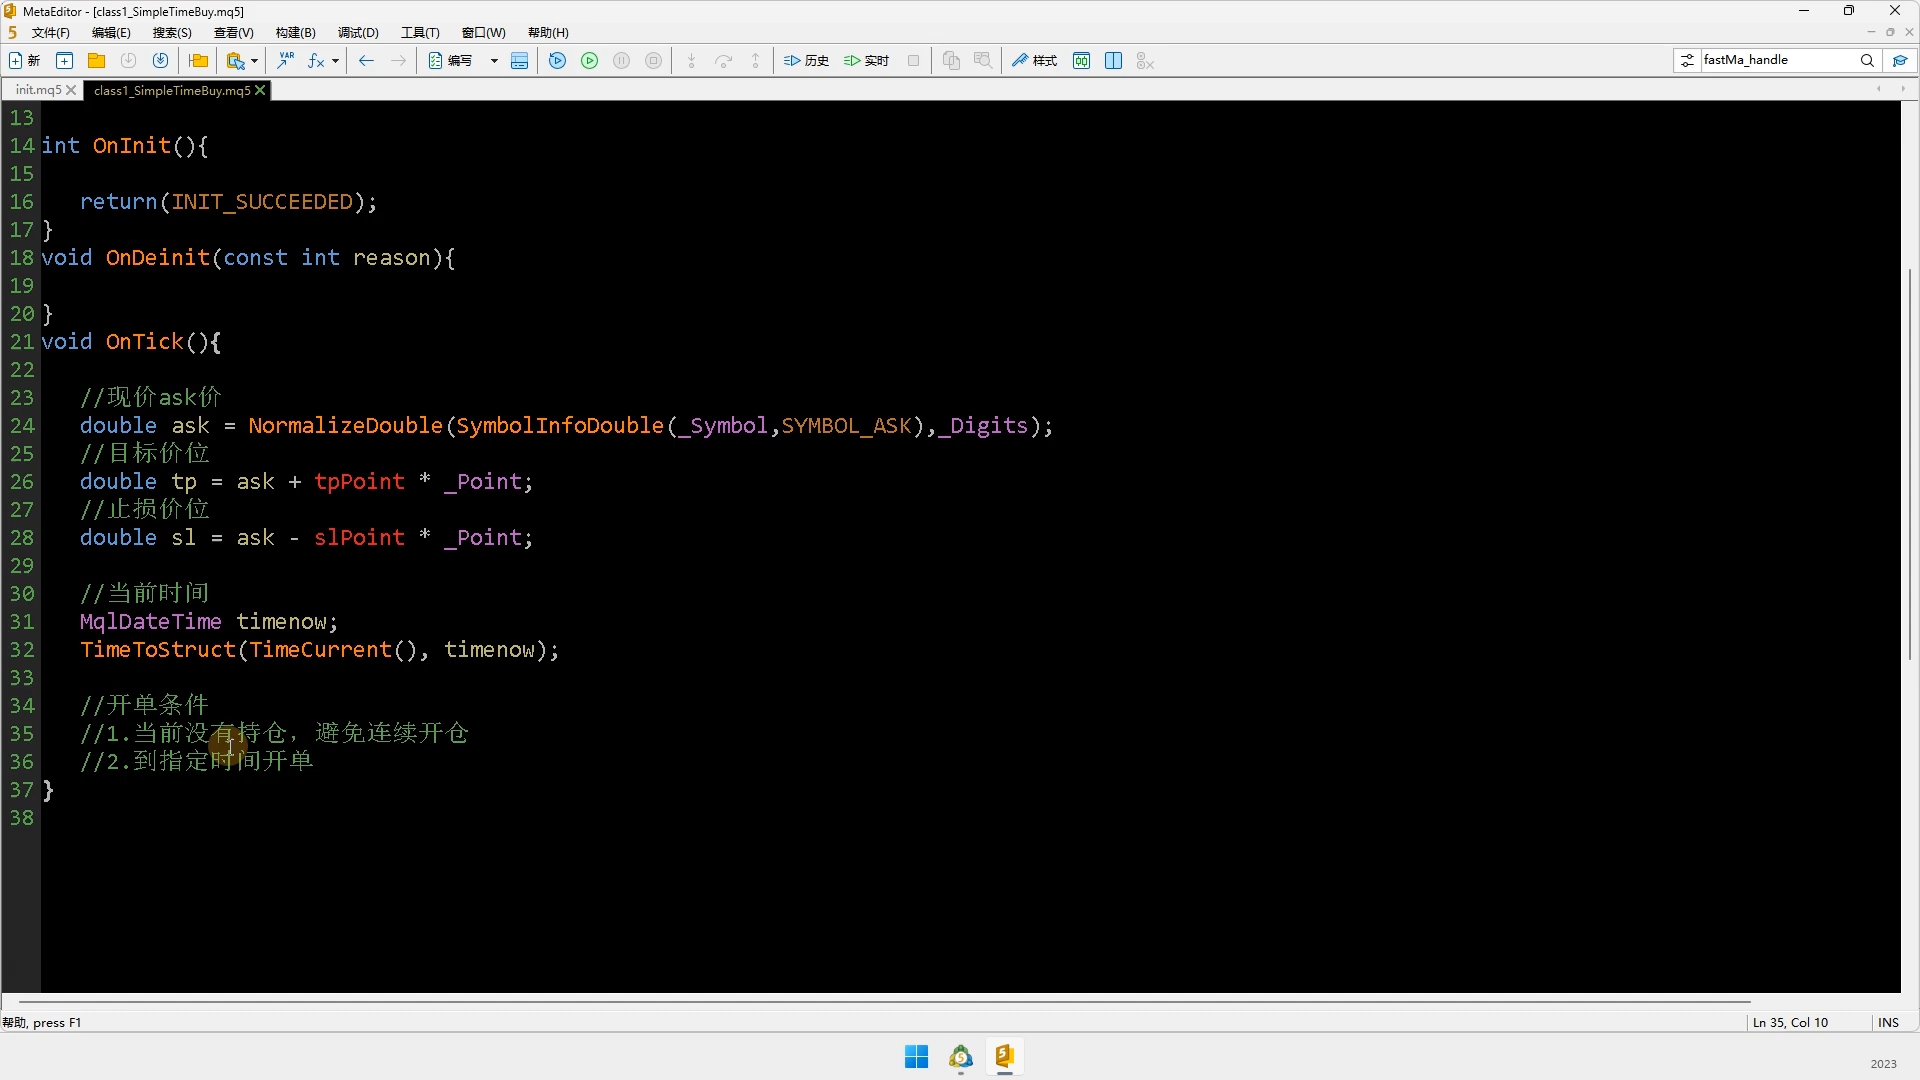 MetaEditor - [class1_SimpleTimeBuy.mq5]
文件(F) 编辑(E) 搜索(S) 查看(V) 构建(B) 调试(D) 工具(T) 窗口(W) 帮助(H)
新 VAR fx 编写 历史 实时 样式 fastMa_handle
init.mq5 class1_SimpleTimeBuy.mq5
13
14 int OnInit(){
15
16 return(INIT_SUCCEEDED);
17 }
18 void OnDeinit(const int reason){
19
20 }
21 void OnTick(){
22
23 //现价ask价
24 double ask = NormalizeDouble(SymbolInfoDouble(_Symbol,SYMBOL_ASK),_Digits);
25 //目标价位
26 double tp = ask + tpPoint * _Point;
27 //止损价位
28 double sl = ask - slPoint * _Point;
29
30 //当前时间
31 MqlDateTime timenow;
32 TimeToStruct(TimeCurrent(), timenow);
33
34 //开单条件
35 //1.当前没有持仓，避免连续开仓
36 //2.到指定时间开单
37 }
38
帮助, press F1 Ln 35, Col 10 INS
2023